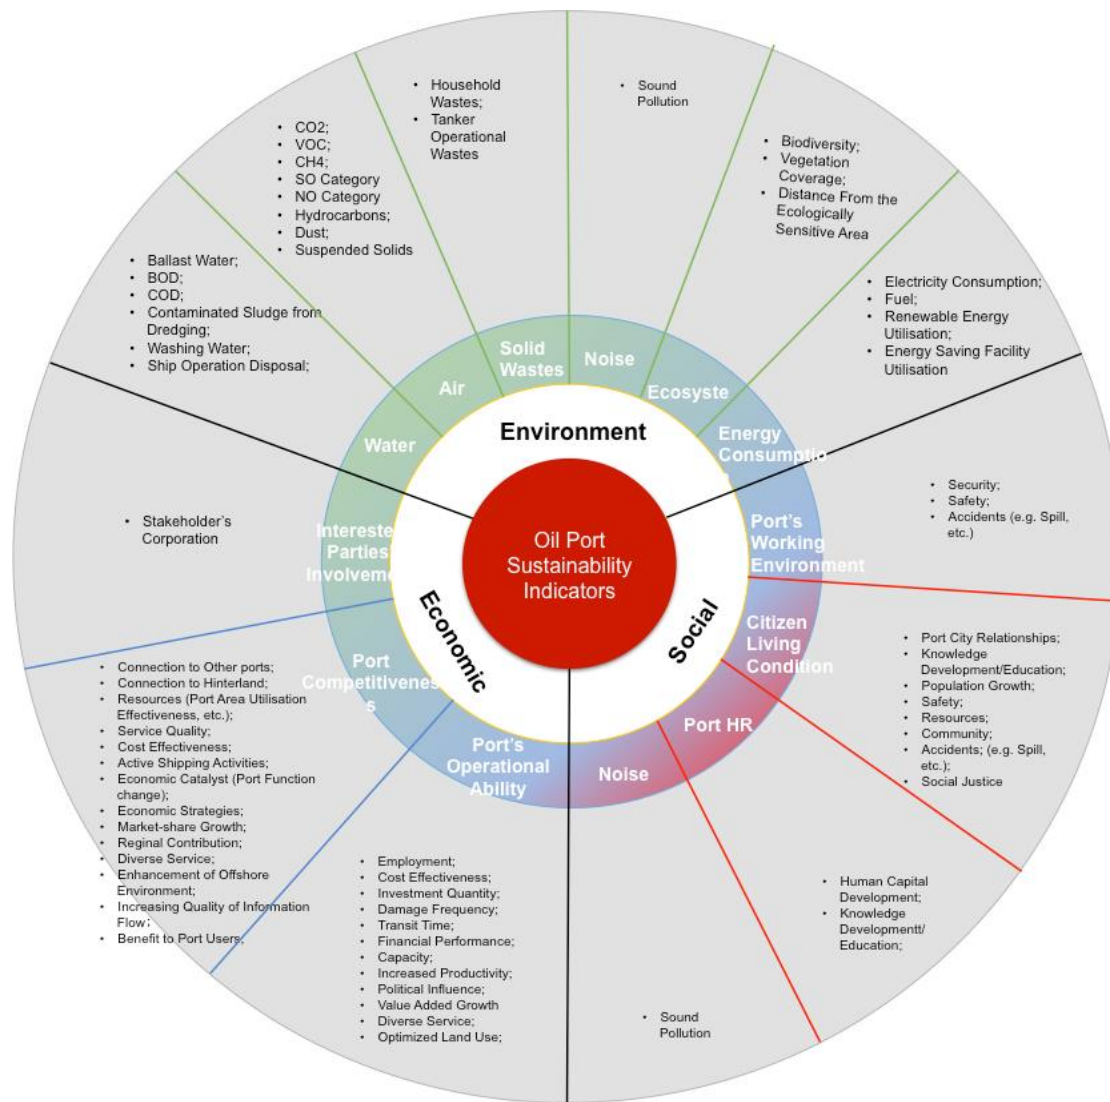 Oil Port
Sustainability
Indicators
Environment
Social
Economic
Water
Air
Solid
Wastes
Noise
Ecosyste
Energy
Consumptio
Port's
Working
Environment
Citizen
Living
Condition
Port HR
Noise
Port's
Operational
Ability
Port
Competitivenes
s
Intereste
Parties
Involveme
• Ballast Water;
• BOD;
• COD;
• Contaminated Sludge from
Dredging;
• Washing Water;
• Ship Operation Disposal;
• CO2;
• VOC;
• CH4;
• SO Category
• NO Category
• Hydrocarbons;
• Dust;
• Suspended Solids
• Household
Wastes;
• Tanker
Operational
Wastes
• Sound
Pollution
• Biodiversity;
• Vegetation
Coverage;
• Distance From the
Ecologically
Sensitive Area
• Electricity Consumption;
• Fuel;
• Renewable Energy
Utilisation;
• Energy Saving Facility
Utilisation
• Security;
• Safety;
• Accidents (e.g. Spill,
etc.)
• Port City Relationships;
• Knowledge
Development/Education;
• Population Growth;
• Safety;
• Resources;
• Community;
• Accidents; (e.g. Spill,
etc.);
• Social Justice
• Human Capital
Development;
• Knowledge
Developmentt/
Education;
• Sound
Pollution
• Employment;
• Cost Effectiveness;
• Investment Quantity;
• Damage Frequency;
• Transit Time;
• Financial Performance;
• Capacity;
• Increased Productivity;
• Political Influence;
• Value Added Growth
• Diverse Service;
• Optimized Land Use;
• Connection to Other ports;
• Connection to Hinterland;
• Resources (Port Area Utilisation
Effectiveness, etc.);
• Service Quality;
• Cost Effectiveness;
• Active Shipping Activities;
• Economic Catalyst (Port Function
change);
• Economic Strategies;
• Market-share Growth;
• Reginal Contribution;
• Diverse Service;
• Enhancement of Offshore
Environment;
• Increasing Quality of Information
Flow;
• Benefit to Port Users;
• Stakeholder's
Corporation